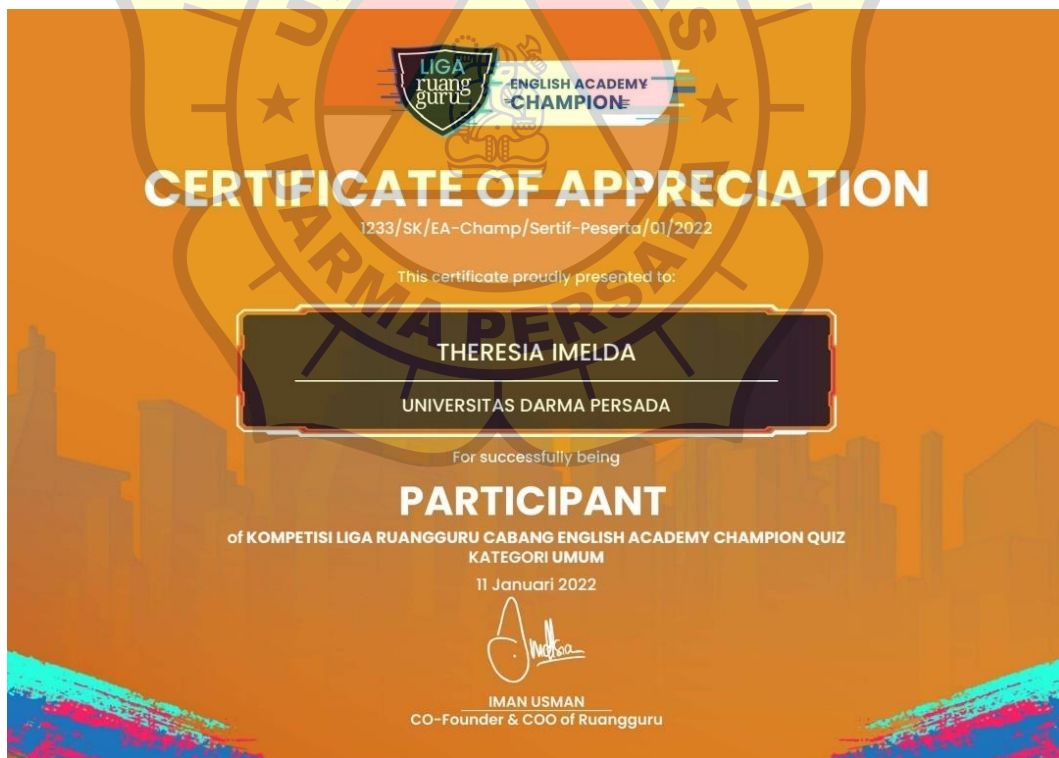 LIGA
ruang
guru
ENGLISH ACADEMY
CHAMPION
CERTIFICATE OF APPRECIATION
1233/SK/EA-Champ/Sertif-Peserta/01/2022
This certificate proudly presented to:
THERESIA IMELDA
UNIVERSITAS DARMA PERSADA
For successfully being
PARTICIPANT
of KOMPETISI LIGA RUANGGURU CABANG ENGLISH ACADEMY CHAMPION QUIZ
KATEGORI UMUM
11 Januari 2022
IMAN USMAN
CO-Founder & COO of Ruangguru
DARMA PERSADA